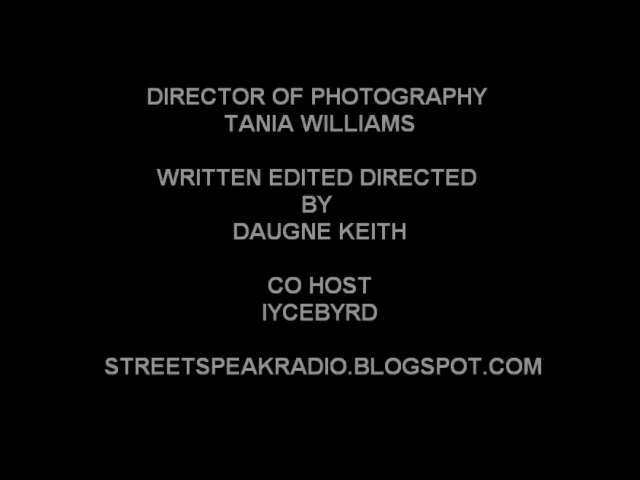 DIRECTOR OF PHOTOGRAPHY
TANIA WILLIAMS
WRITTEN EDITED DIRECTED
BY
DAUGNE KEITH
CO HOST
IYCEBYRD
STREETSPEAKRADIO.BLOGSPOT.COM